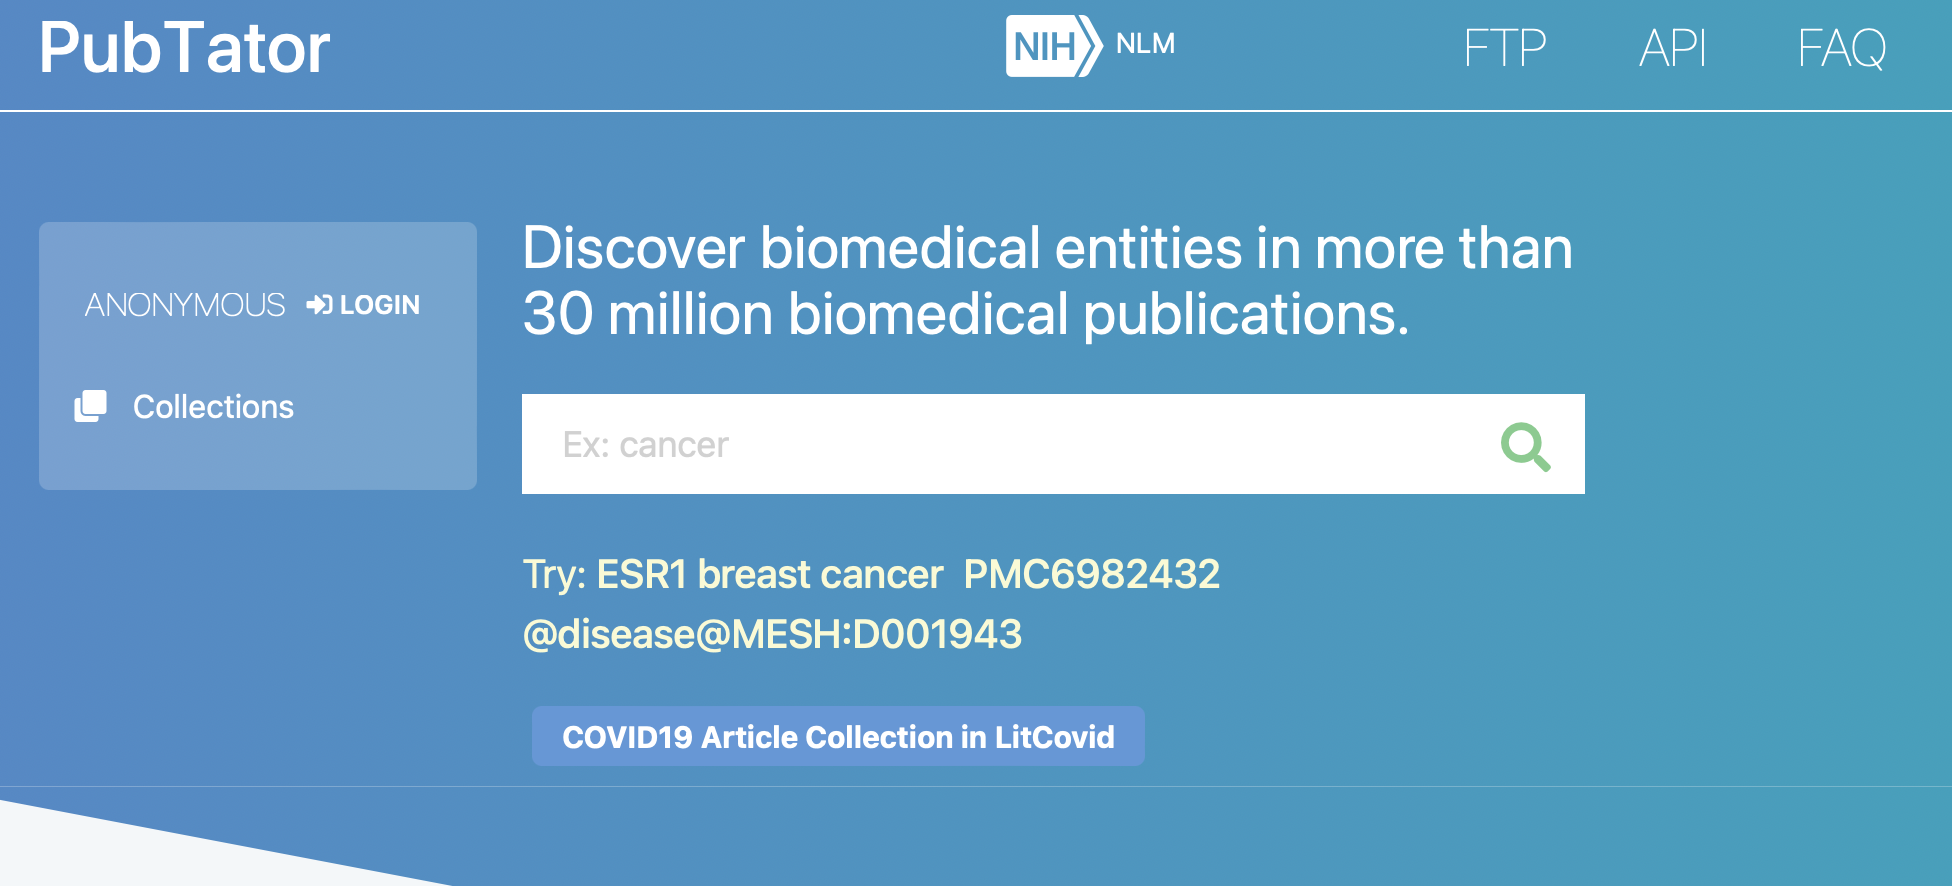 PubTator
NIH NLM
FTP API FAQ
ANONYMOUS LOGIN
Collections
Discover biomedical entities in more than
30 million biomedical publications.
Ex: cancer
Try: ESR1 breast cancer PMC6982432
@disease@MESH:D001943
COVID19 Article Collection in LitCovid